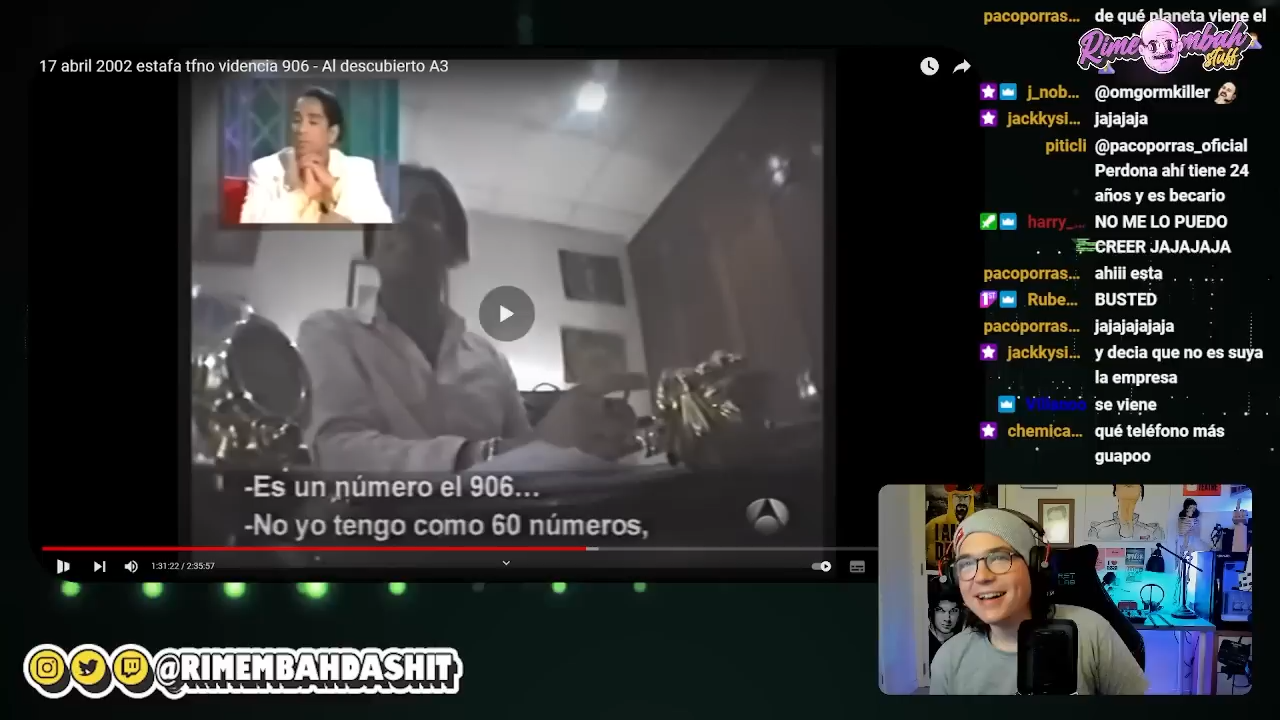 17 abril 2002 estafa tfno videncia 906 - Al descubierto A3
-Es un número el 906...
-No yo tengo como 60 números,
1:31:22 / 2:35:57
@RIMEMBAHDASHIT
pacoporras... de qué planeta viene el
Rimembah
stuff
j_nob... @omgormkiller
jackkysi... jajajaja
piticli @pacoporras_oficial
Perdona ahí tiene 24
años y es becario
harry_... NO ME LO PUEDO
CREER JAJAJAJA
pacoporras... ahiii esta
1ST Rube... BUSTED
pacoporras... jajajajajaja
jackkysi... y decia que no es suya
la empresa
se viene
chemica... qué teléfono más
guapoo